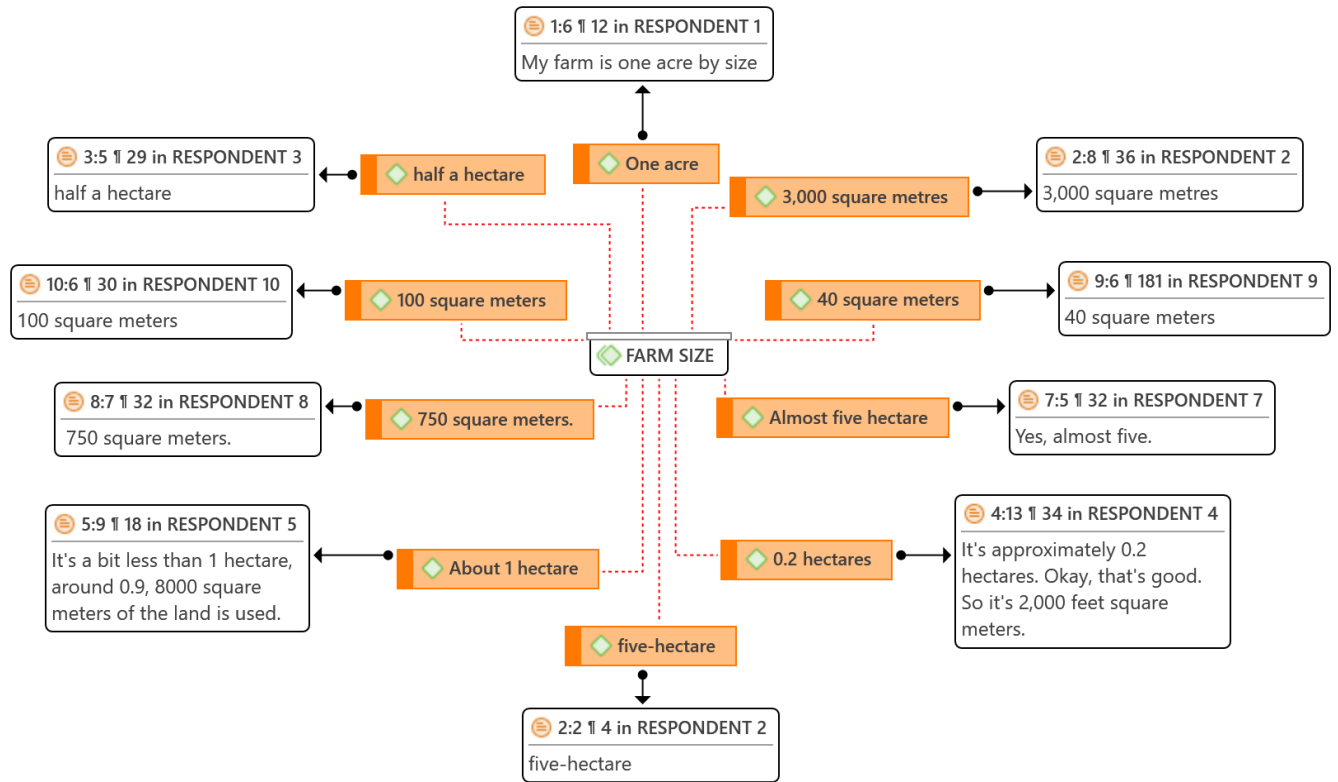 1:6 ¶ 12 in RESPONDENT 1
My farm is one acre by size
3:5 ¶ 29 in RESPONDENT 3
half a hectare
half a hectare
One acre
3,000 square metres
2:8 ¶ 36 in RESPONDENT 2
3,000 square metres
10:6 ¶ 30 in RESPONDENT 10
100 square meters
100 square meters
40 square meters
9:6 ¶ 181 in RESPONDENT 9
40 square meters
FARM SIZE
8:7 ¶ 32 in RESPONDENT 8
750 square meters.
750 square meters.
Almost five hectare
7:5 ¶ 32 in RESPONDENT 7
Yes, almost five.
5:9 ¶ 18 in RESPONDENT 5
It's a bit less than 1 hectare,
around 0.9, 8000 square
meters of the land is used.
About 1 hectare
0.2 hectares
4:13 ¶ 34 in RESPONDENT 4
It's approximately 0.2
hectares. Okay, that's good.
So it's 2,000 feet square
meters.
five-hectare
2:2 ¶ 4 in RESPONDENT 2
five-hectare